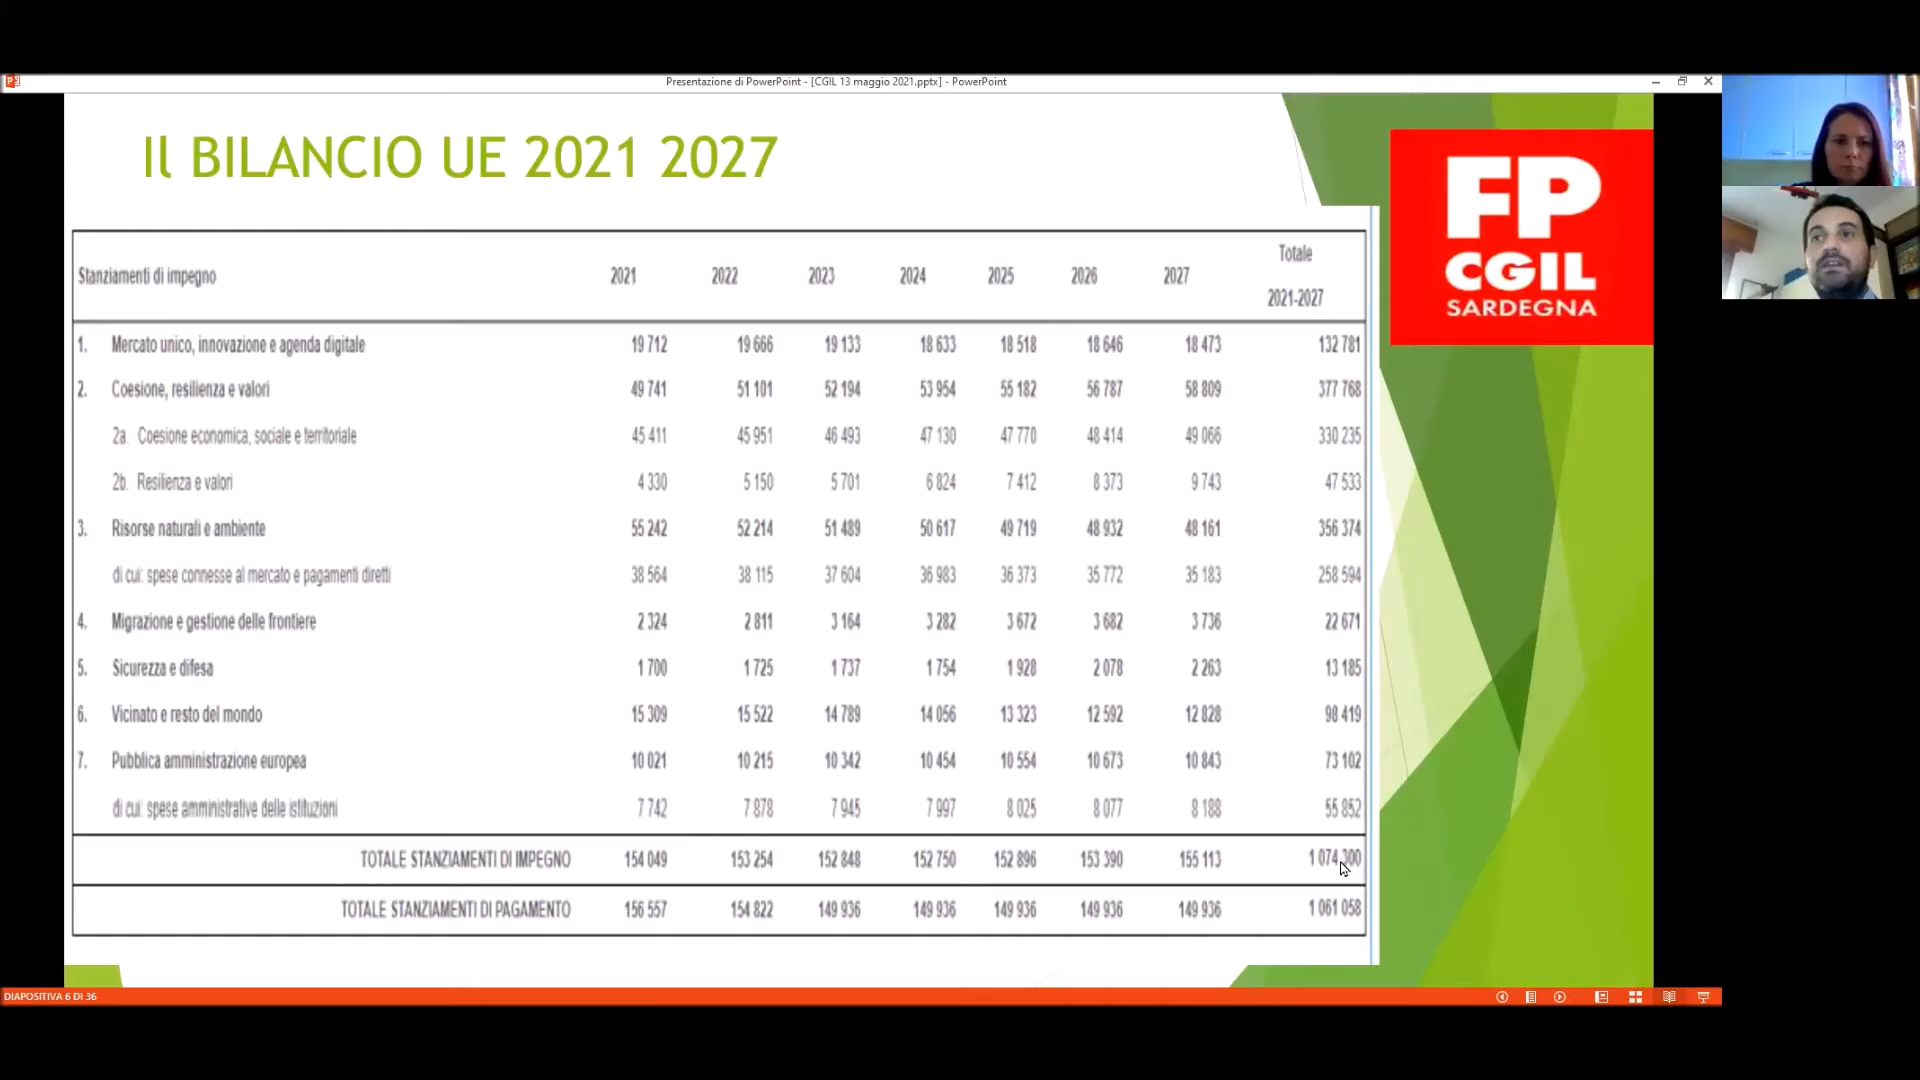 Presentazione di PowerPoint - [CGIL 13 maggio 2021.pptx] - PowerPoint
Il BILANCIO UE 2021 2027
FP
CGIL
SARDEGNA
Stanziamenti di impegno 2021 2022 2023 2024 2025 2026 2027 Totale 2021-2027
1. Mercato unico, innovazione e agenda digitale 19 712 19 666 19 133 18 633 18 518 18 646 18 473 132 781
2. Coesione, resilienza e valori 49 741 51 101 52 194 53 954 55 182 56 787 58 809 377 768
2a. Coesione economica, sociale e territoriale 45 411 45 951 46 493 47 130 47 770 48 414 49 066 330 235
2b. Resilienza e valori 4 330 5 150 5 701 6 824 7 412 8 373 9 743 47 533
3. Risorse naturali e ambiente 55 242 52 214 51 489 50 617 49 719 48 932 48 161 356 374
di cui: spese connesse al mercato e pagamenti diretti 38 564 38 115 37 604 36 983 36 373 35 772 35 183 258 594
4. Migrazione e gestione delle frontiere 2 324 2 811 3 164 3 282 3 672 3 682 3 736 22 671
5. Sicurezza e difesa 1 700 1 725 1 737 1 754 1 928 2 078 2 263 13 185
6. Vicinato e resto del mondo 15 309 15 522 14 789 14 056 13 323 12 592 12 828 98 419
7. Pubblica amministrazione europea 10 021 10 215 10 342 10 454 10 554 10 673 10 843 73 102
di cui: spese amministrative delle istituzioni 7 742 7 878 7 945 7 997 8 025 8 077 8 188 55 852
TOTALE STANZIAMENTI DI IMPEGNO 154 049 153 254 152 848 152 750 152 896 153 390 155 113 1 074 300
TOTALE STANZIAMENTI DI PAGAMENTO 156 557 154 822 149 936 149 936 149 936 149 936 149 936 1 061 058
DIAPOSITIVA 6 DI 36